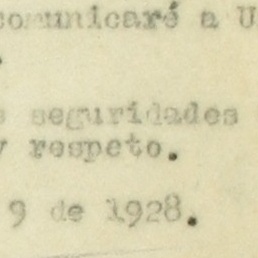 comunicaré a U
.
s seguridades
y respeto.
9 de 1928.